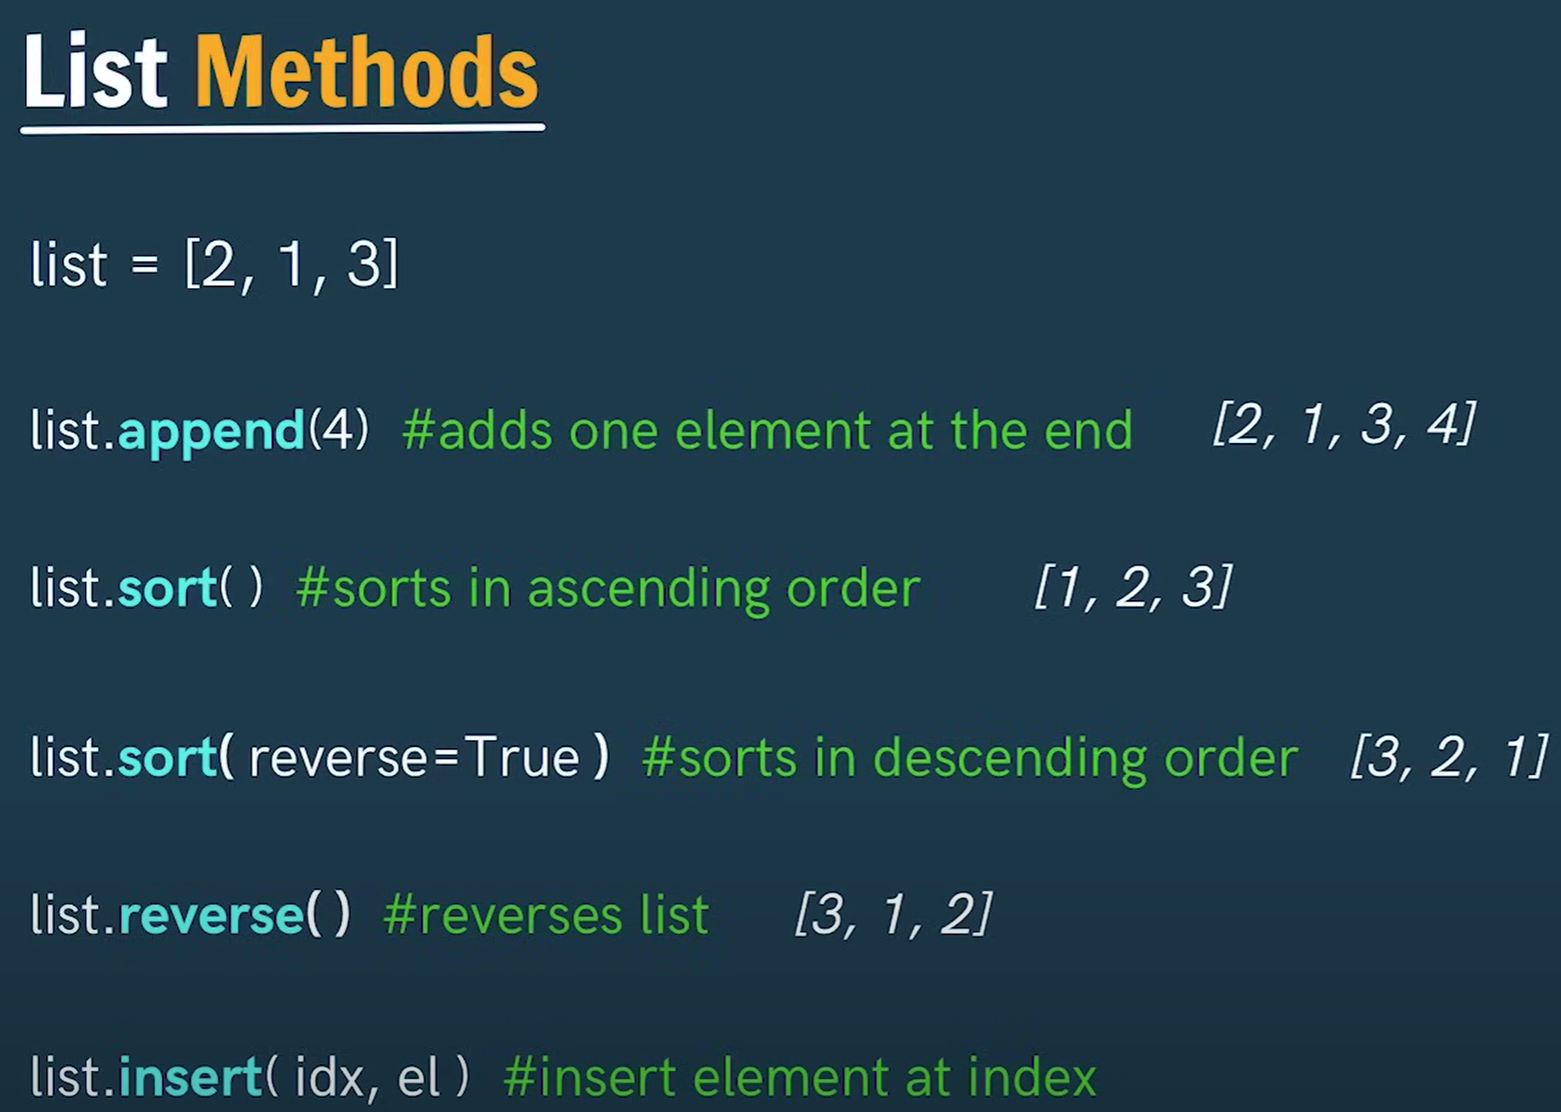 List Methods
list = [2, 1, 3]
list.append(4) #adds one element at the end [2, 1, 3, 4]
list.sort( ) #sorts in ascending order [1, 2, 3]
list.sort( reverse=True ) #sorts in descending order [3, 2, 1]
list.reverse( ) #reverses list [3, 1, 2]
list.insert( idx, el ) #insert element at index